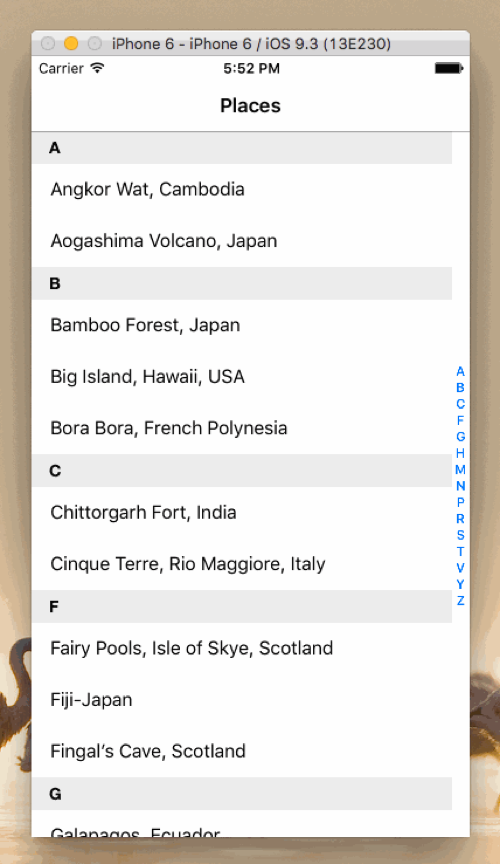 iPhone 6 - iPhone 6 / iOS 9.3 (13E230)
Carrier 5:52 PM
Places
A
Angkor Wat, Cambodia
Aogashima Volcano, Japan
B
Bamboo Forest, Japan
Big Island, Hawaii, USA
Bora Bora, French Polynesia
C
Chittorgarh Fort, India
Cinque Terre, Rio Maggiore, Italy
F
Fairy Pools, Isle of Skye, Scotland
Fiji-Japan
Fingal's Cave, Scotland
G
Galapagos, Ecuador
A
B
C
F
G
H
M
N
P
R
S
T
V
Y
Z